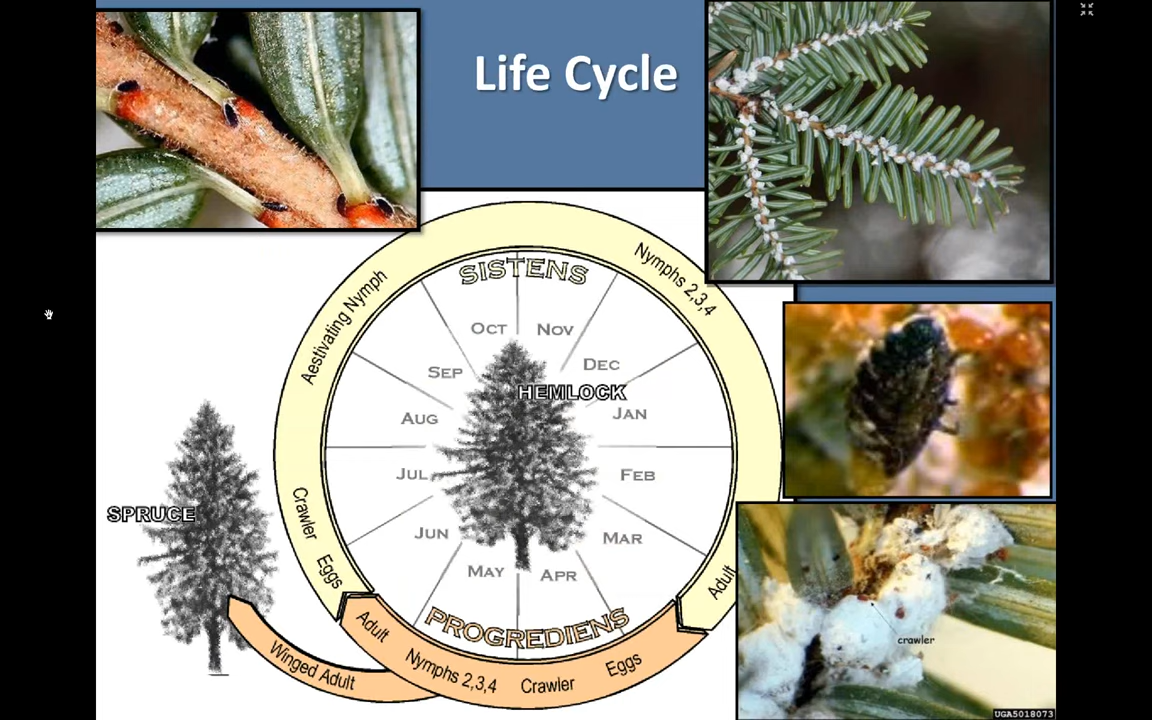 Life Cycle
SISTENS
Nymphs 2,3,4
Aestivating Nymph
OCT
NOV
SEP
DEC
HEMLOCK
AUG
JAN
JUL
FEB
SPRUCE
Crawler
JUN
MAR
Eggs
MAY
APR
Adult
PROGREDIENS
Adult
Nymphs 2,3,4
Crawler
Eggs
Winged Adult
crawler
UGA5018073